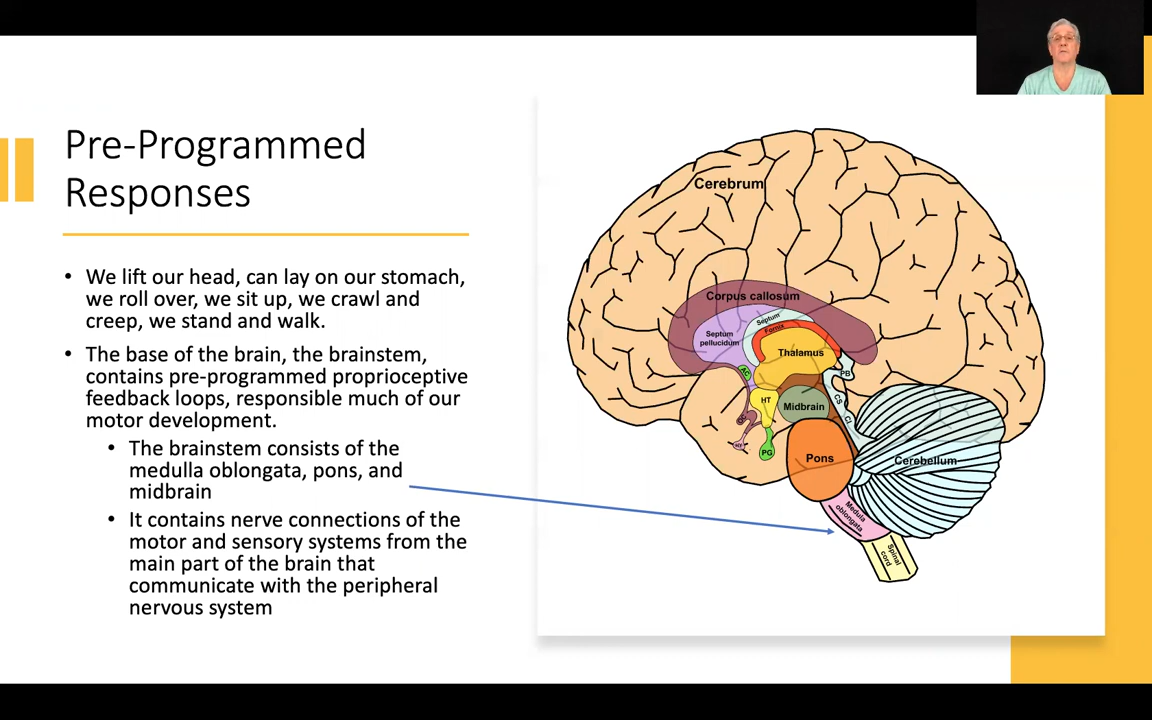 Pre-Programmed
Responses
• We lift our head, can lay on our stomach,
we roll over, we sit up, we crawl and
creep, we stand and walk.
• The base of the brain, the brainstem,
contains pre-programmed proprioceptive
feedback loops, responsible much of our
motor development.
• The brainstem consists of the
medulla oblongata, pons, and
midbrain
• It contains nerve connections of the
motor and sensory systems from the
main part of the brain that
communicate with the peripheral
nervous system
Cerebrum
Corpus callosum
Septum
Fornix
Septum
pellucidum
Thalamus
AC
PB
HT
Midbrain
CS
CI
PG
Pons
Cerebellum
Medula
oblongata
Spinal
cord